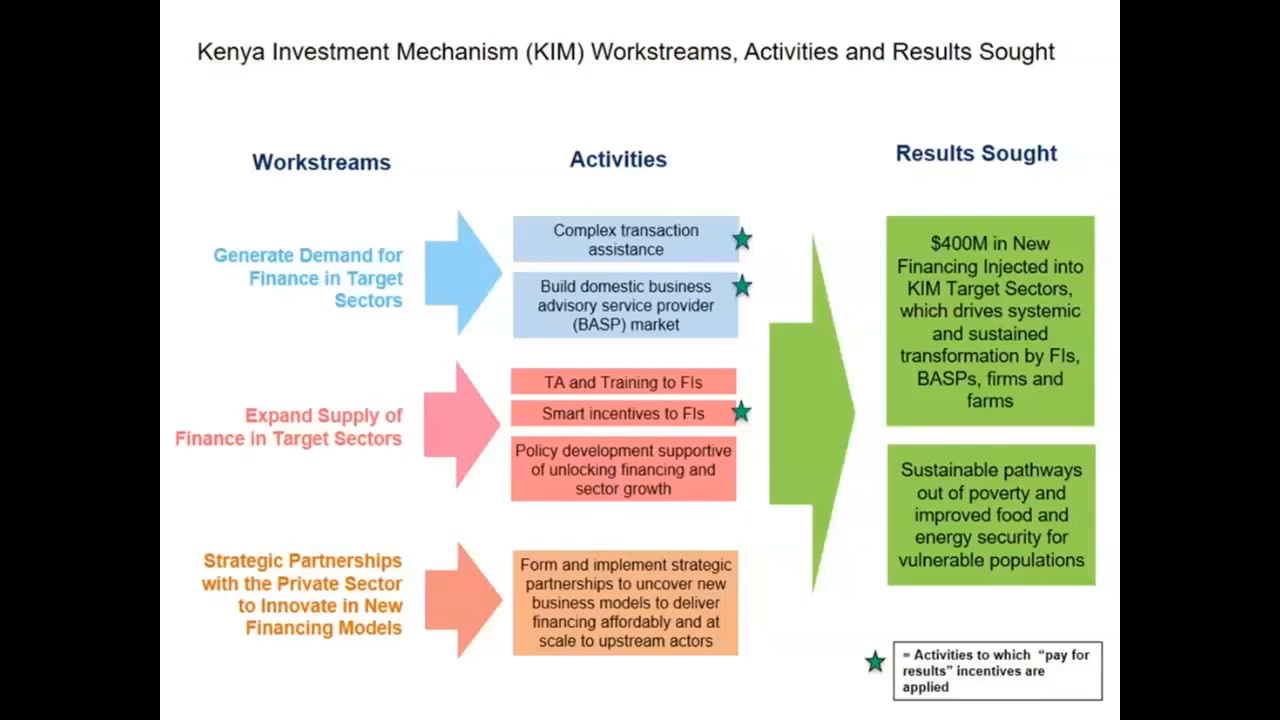 Kenya Investment Mechanism (KIM) Workstreams, Activities and Results Sought
Workstreams
Activities
Results Sought
Generate Demand for
Finance in Target
Sectors
Complex transaction
assistance
Build domestic business
advisory service provider
(BASP) market
Expand Supply of
Finance in Target Sectors
TA and Training to FIs
Smart incentives to FIs
Policy development supportive
of unlocking financing and
sector growth
Strategic Partnerships
with the Private Sector
to Innovate in New
Financing Models
Form and implement strategic
partnerships to uncover new
business models to deliver
financing affordably and at
scale to upstream actors
$400M in New
Financing Injected into
KIM Target Sectors,
which drives systemic
and sustained
transformation by FIs,
BASPs, firms and
farms
Sustainable pathways
out of poverty and
improved food and
energy security for
vulnerable populations
= Activities to which “pay for
results” incentives are
applied